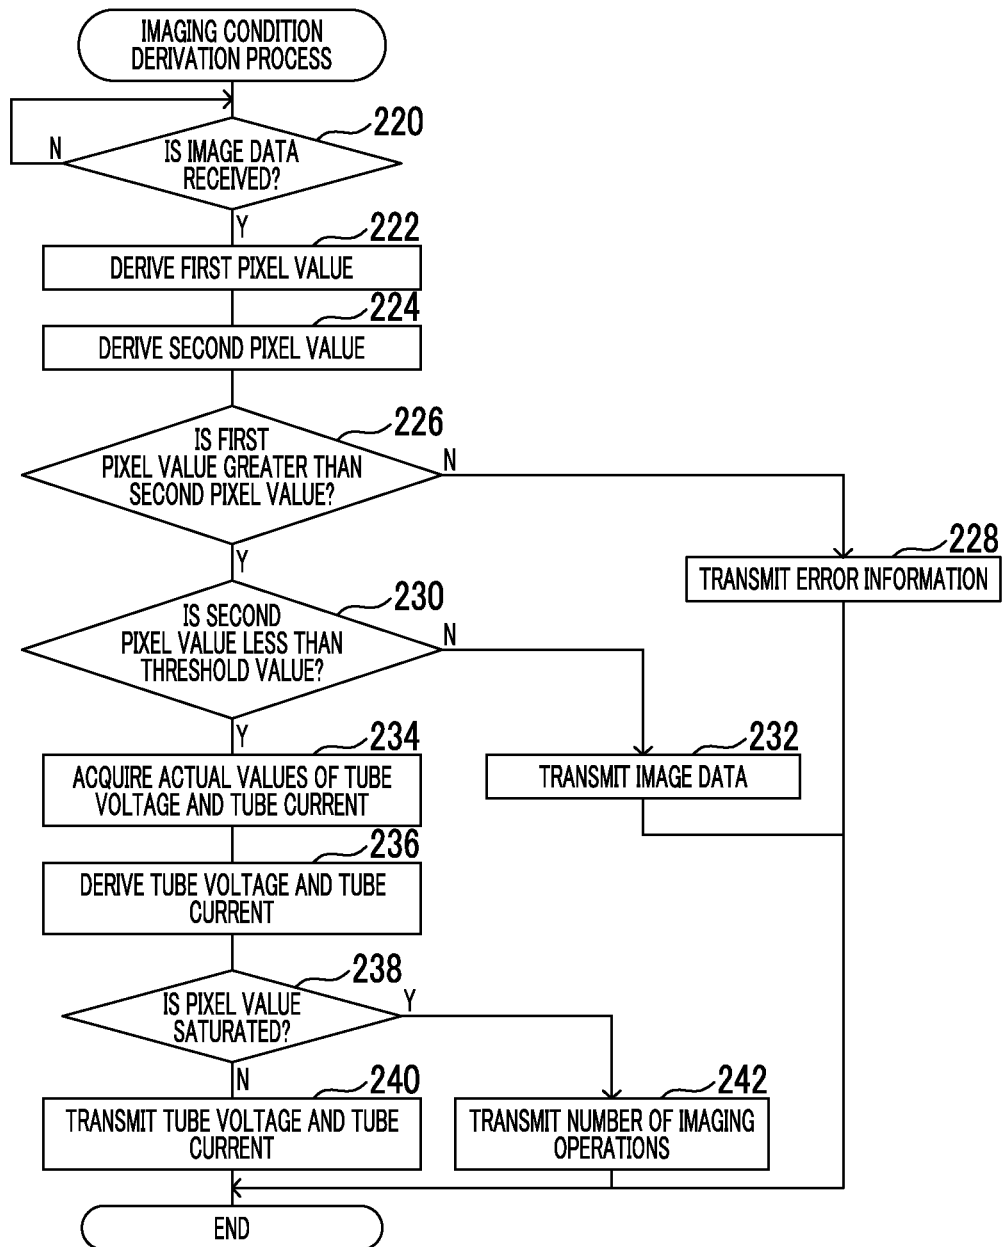 IMAGING CONDITION
DERIVATION PROCESS
220
N
IS IMAGE DATA
RECEIVED?
Y
222
DERIVE FIRST PIXEL VALUE
224
DERIVE SECOND PIXEL VALUE
226
IS FIRST
PIXEL VALUE GREATER THAN
SECOND PIXEL VALUE?
N
Y
228
TRANSMIT ERROR INFORMATION
230
IS SECOND
PIXEL VALUE LESS THAN
THRESHOLD VALUE?
N
Y
232
TRANSMIT IMAGE DATA
234
ACQUIRE ACTUAL VALUES OF TUBE
VOLTAGE AND TUBE CURRENT
236
DERIVE TUBE VOLTAGE AND TUBE
CURRENT
238
IS PIXEL VALUE
SATURATED?
Y
N
240
TRANSMIT TUBE VOLTAGE AND TUBE
CURRENT
242
TRANSMIT NUMBER OF IMAGING
OPERATIONS
END